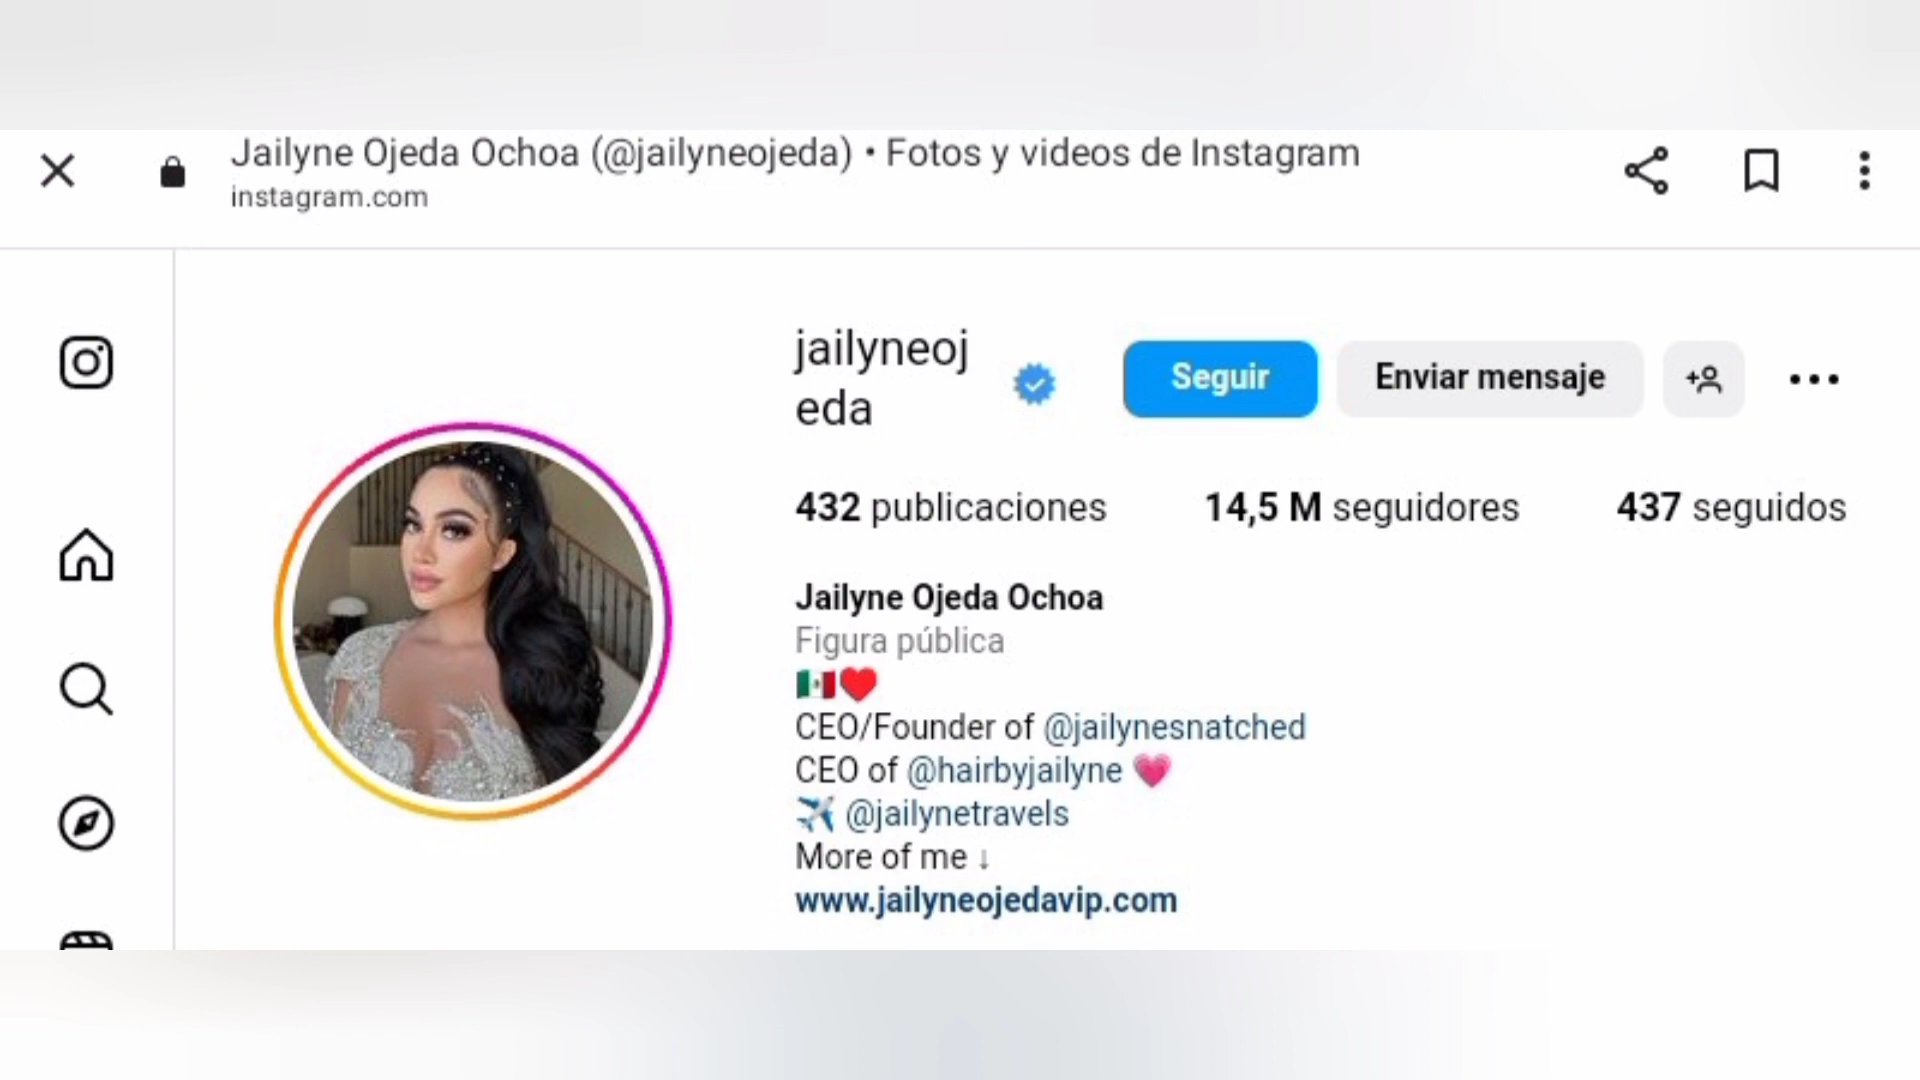 Jailyne Ojeda Ochoa (@jailyneojeda) • Fotos y videos de Instagram
instagram.com
jailyneoj
eda
Seguir
Enviar mensaje
432 publicaciones
14,5 M seguidores
437 seguidos
Jailyne Ojeda Ochoa
Figura pública
🇲🇽❤️
CEO/Founder of @jailynesnatched
CEO of @hairbyjailyne 💗
✈️ @jailynetravels
More of me ↓
www.jailyneojedavip.com